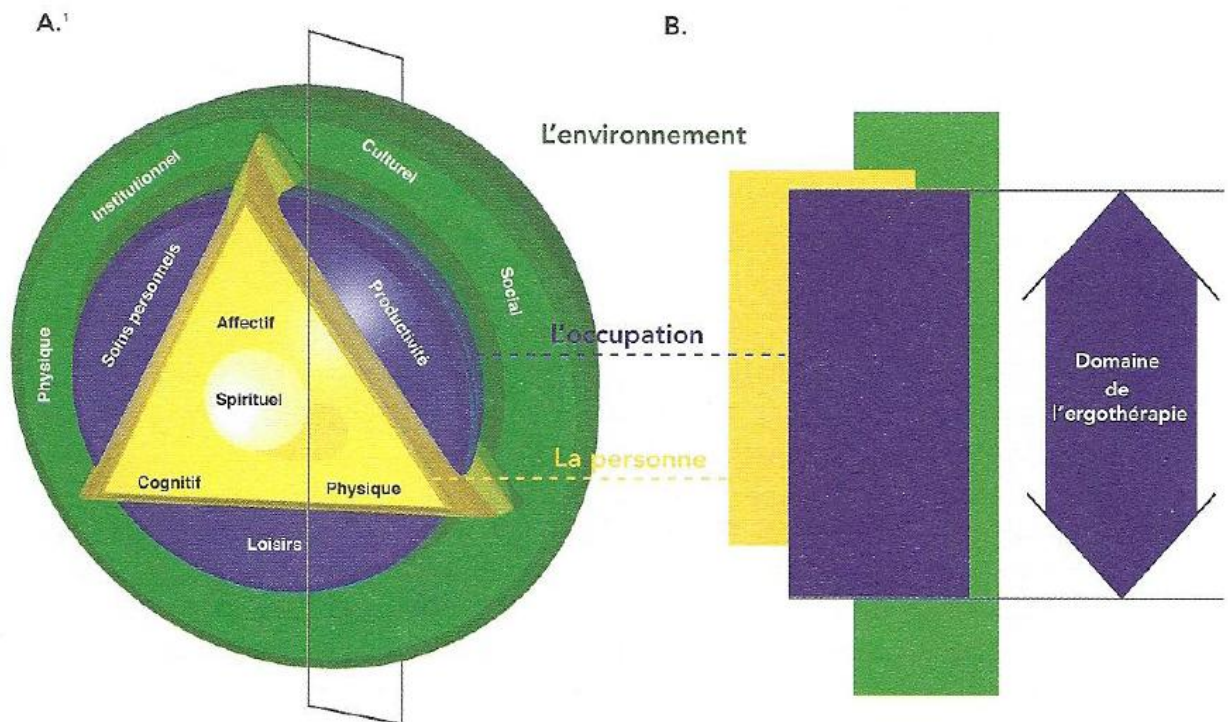 A.¹
B.
L'environnement
Institutionnel
Culturel
Physique
Soins personnels
Productivité
Social
Affectif
Spirituel
Cognitif
Physique
Loisirs
L'occupation
La personne
Domaine
de
l'ergothérapie